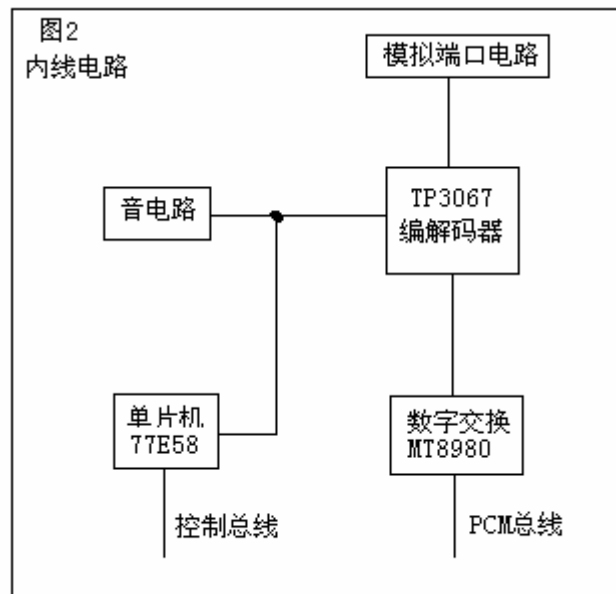 图2
内线电路
模拟端口电路
音电路
TP3067
编解码器
单片机
77E58
数字交换
MT8980
控制总线
PCM总线